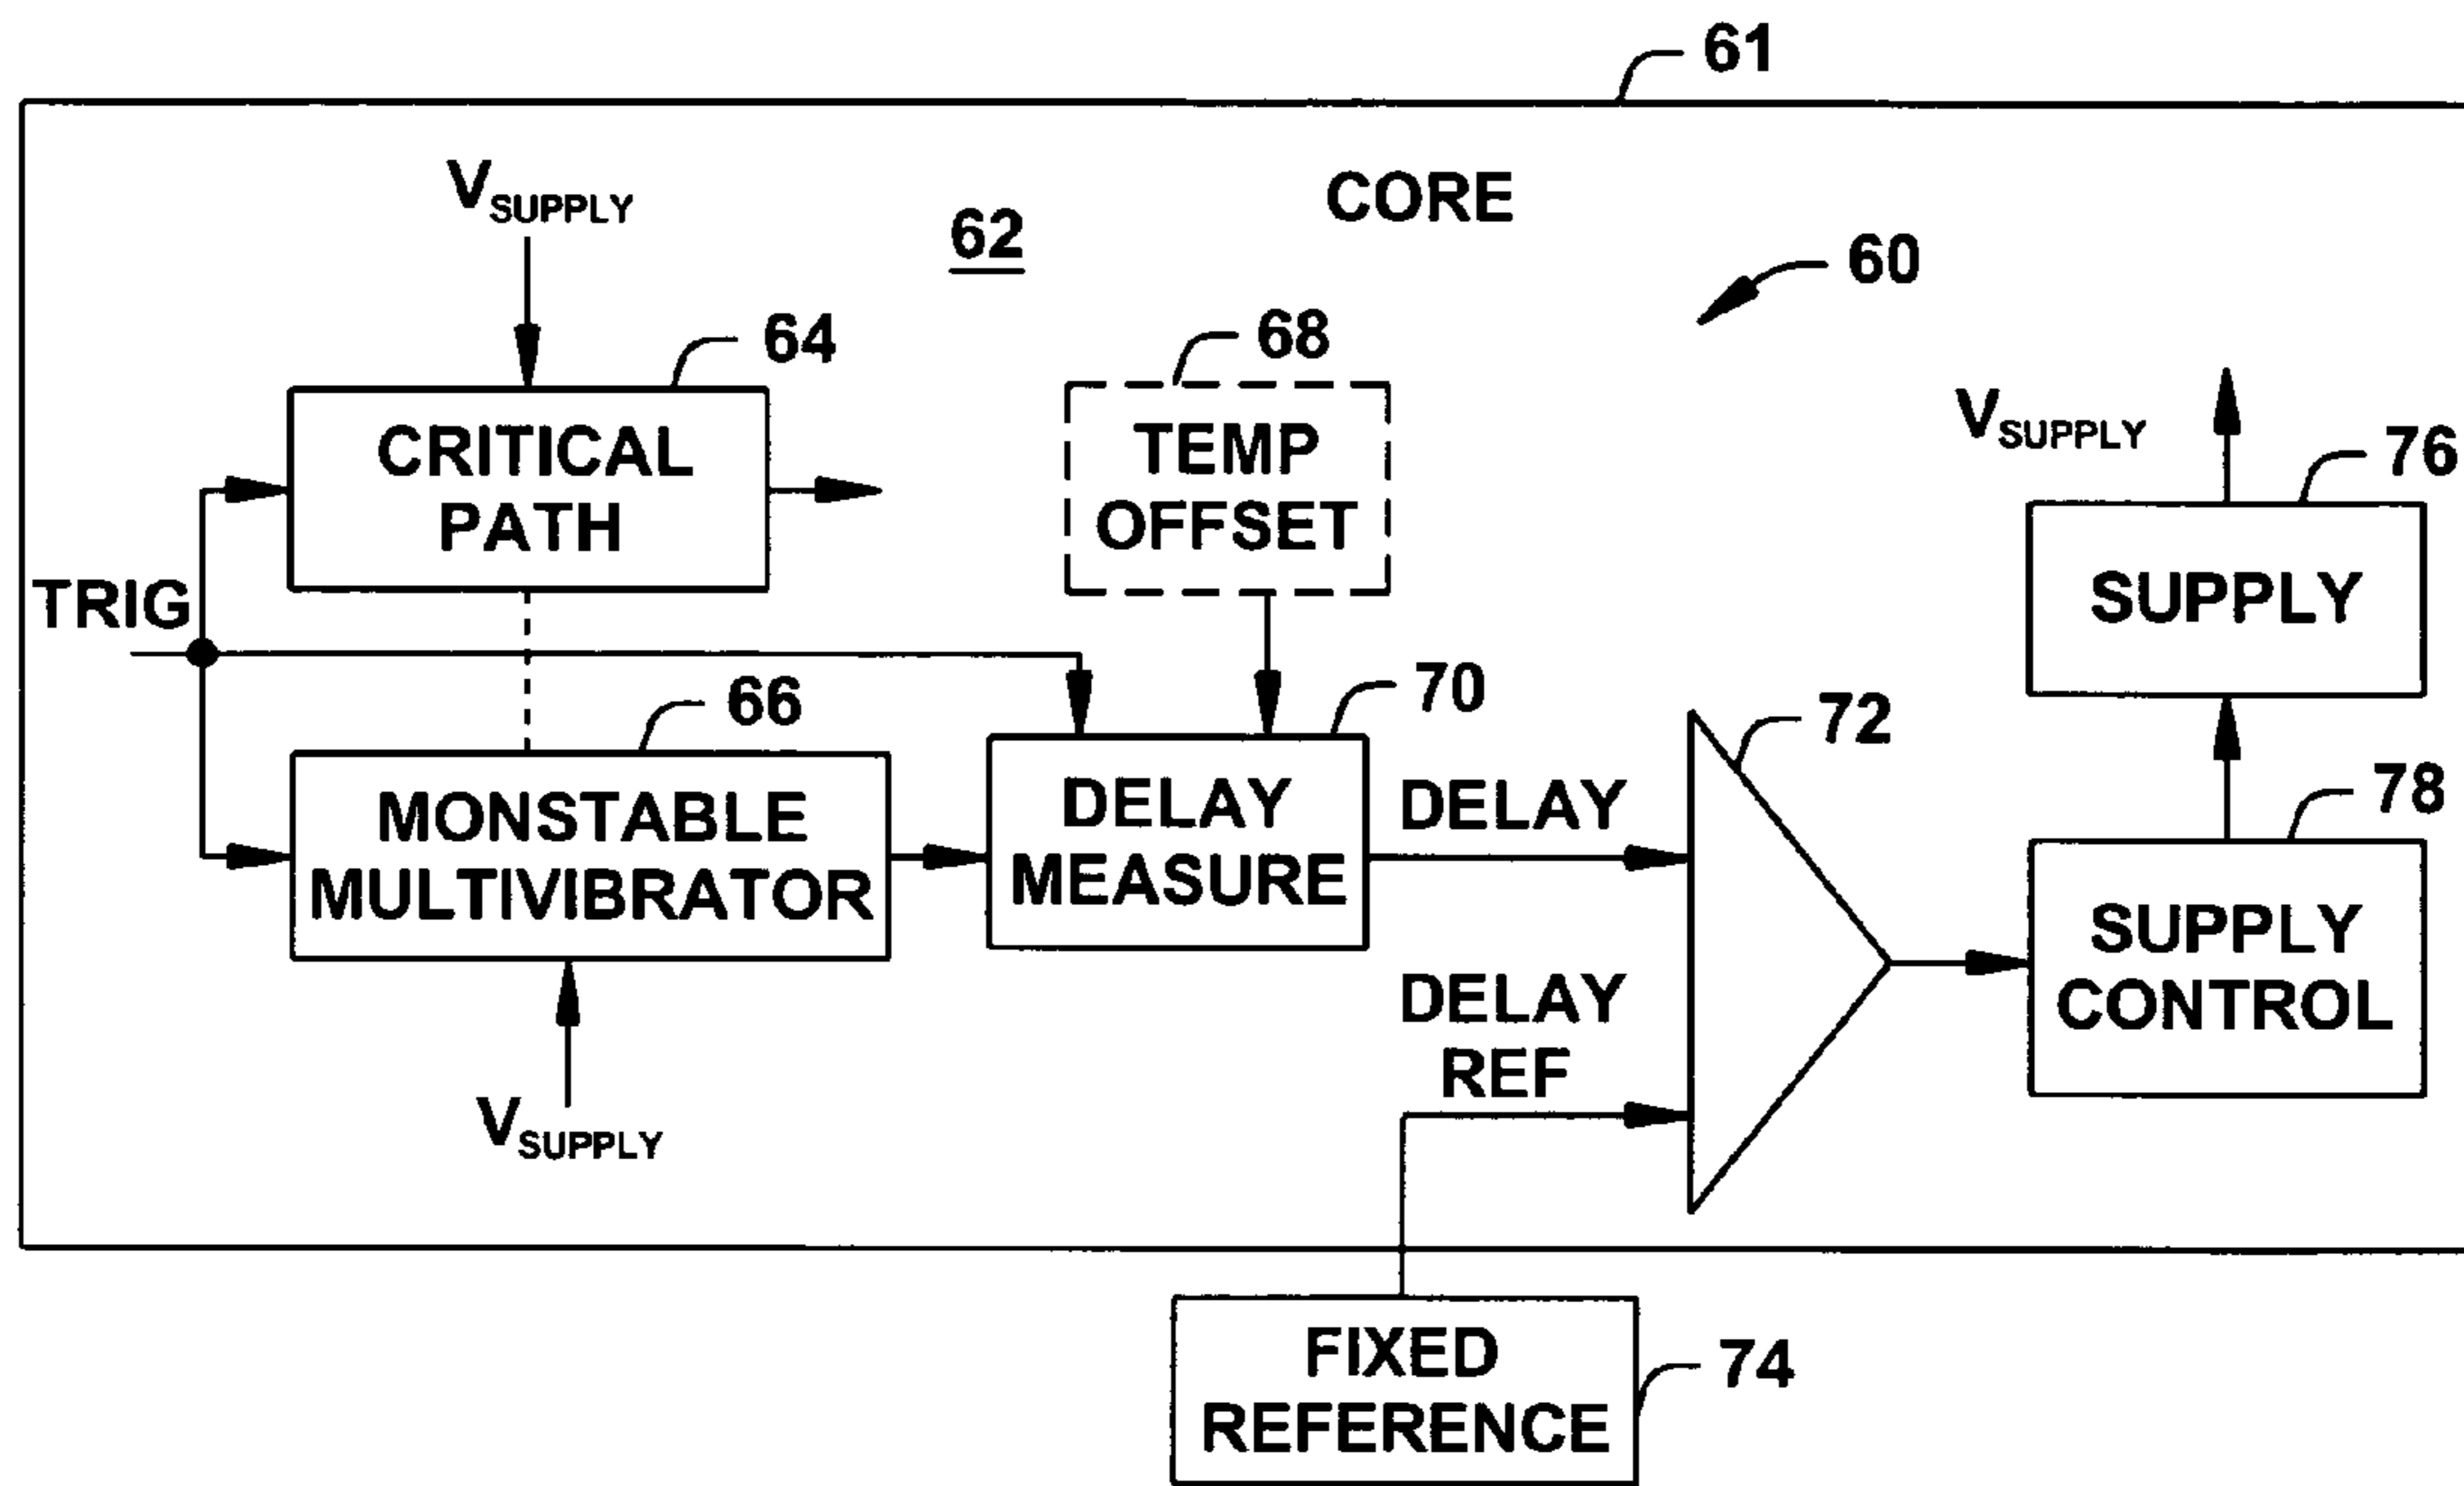 61
VSUPPLY
CORE
62
60
64
68
CRITICAL
PATH
TEMP
OFFSET
VSUPPLY
76
SUPPLY
TRIG
66
70
72
MONSTABLE
MULTIVIBRATOR
DELAY
MEASURE
DELAY
78
SUPPLY
CONTROL
DELAY
REF
VSUPPLY
FIXED
REFERENCE
74